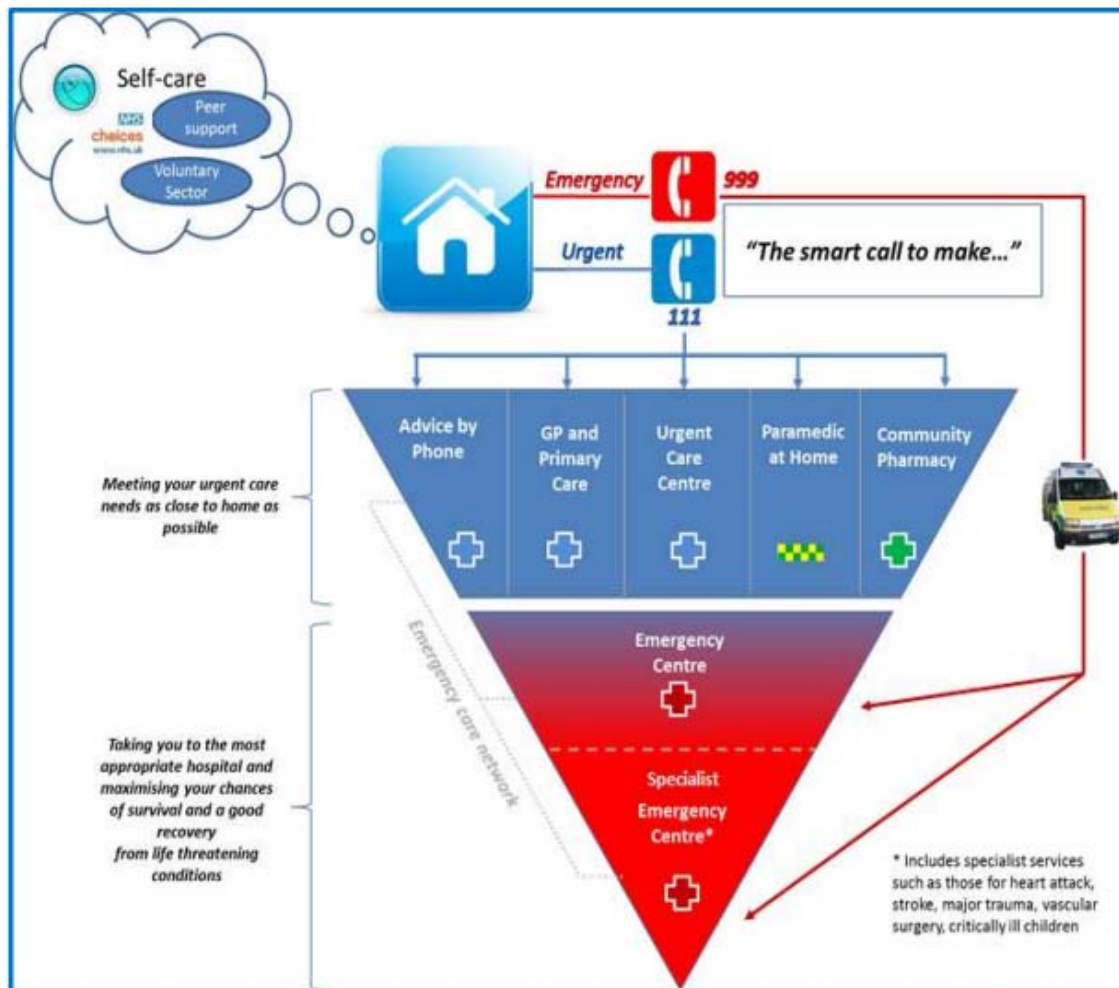 Self-care
Peer
support
NHS
choices
www.nhs.uk
Voluntary
Sector
Emergency
999
Urgent
"The smart call to make…"
111
Advice by
Phone
GP and
Primary
Care
Urgent
Care
Centre
Paramedic
at Home
Community
Pharmacy
Meeting your urgent care
needs as close to home as
possible
Emergency
Centre
Emergency care network
Taking you to the most
appropriate hospital and
maximising your chances
of survival and a good
recovery
from life threatening
conditions
Specialist
Emergency
Centre*
* Includes specialist services
such as those for heart attack,
stroke, major trauma, vascular
surgery, critically ill children